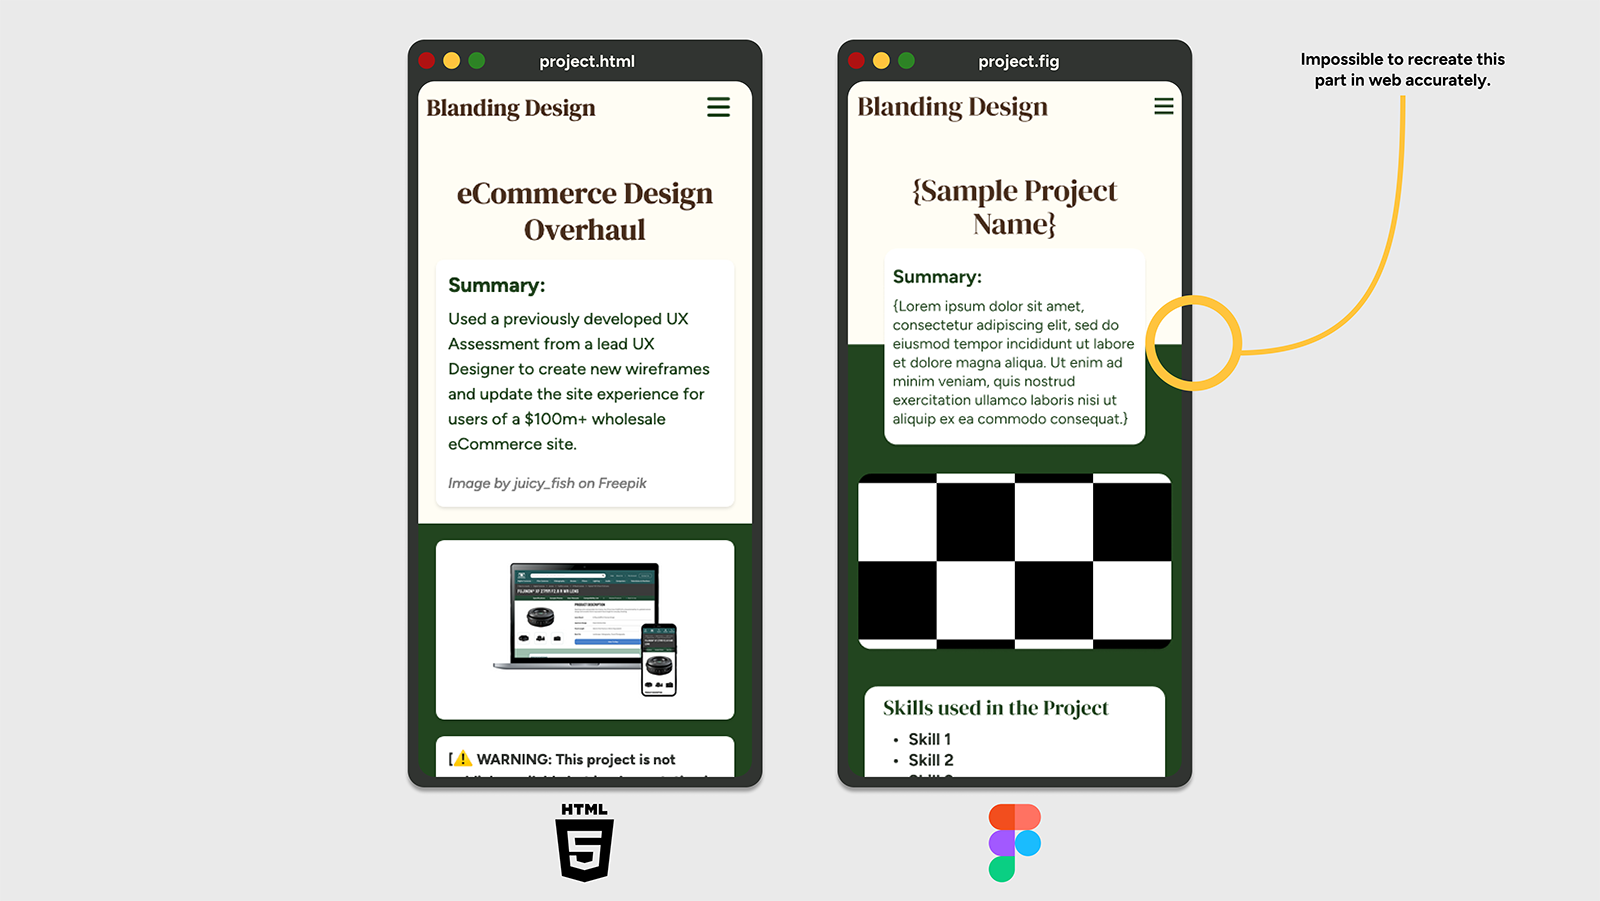 project.html
Blanding Design
eCommerce Design
Overhaul
Summary:
Used a previously developed UX
Assessment from a lead UX
Designer to create new wireframes
and update the site experience for
users of a $100m+ wholesale
eCommerce site.
Image by juicy_fish on Freepik
[⚠️ WARNING: This project is not
HTML
5
project.fig
Blanding Design
{Sample Project
Name}
Summary:
{Lorem ipsum dolor sit amet,
consectetur adipiscing elit, sed do
eiusmod tempor incididunt ut labore
et dolore magna aliqua. Ut enim ad
minim veniam, quis nostrud
exercitation ullamco laboris nisi ut
aliquip ex ea commodo consequat.}
Skills used in the Project
• Skill 1
• Skill 2
Impossible to recreate this
part in web accurately.